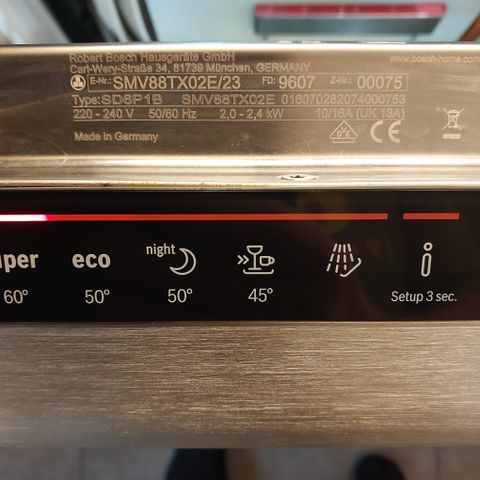 Robert Bosch Hausgeräte GmbH
Carl-Wery-Straße 34, 81739 München, GERMANY
www.bosch-home.com
E-Nr.: SMV88TX02E/23 FD: 9607 Z-Nr.: 00075
Type: SD6P1B SMV88TX02E 016070282074000753
220 - 240 V 50/60 Hz 2,0 - 2,4 kW 10/16A (UK 13A)
Made in Germany
DVE CE
eco night
60° 50° 50° 45° Setup 3 sec.